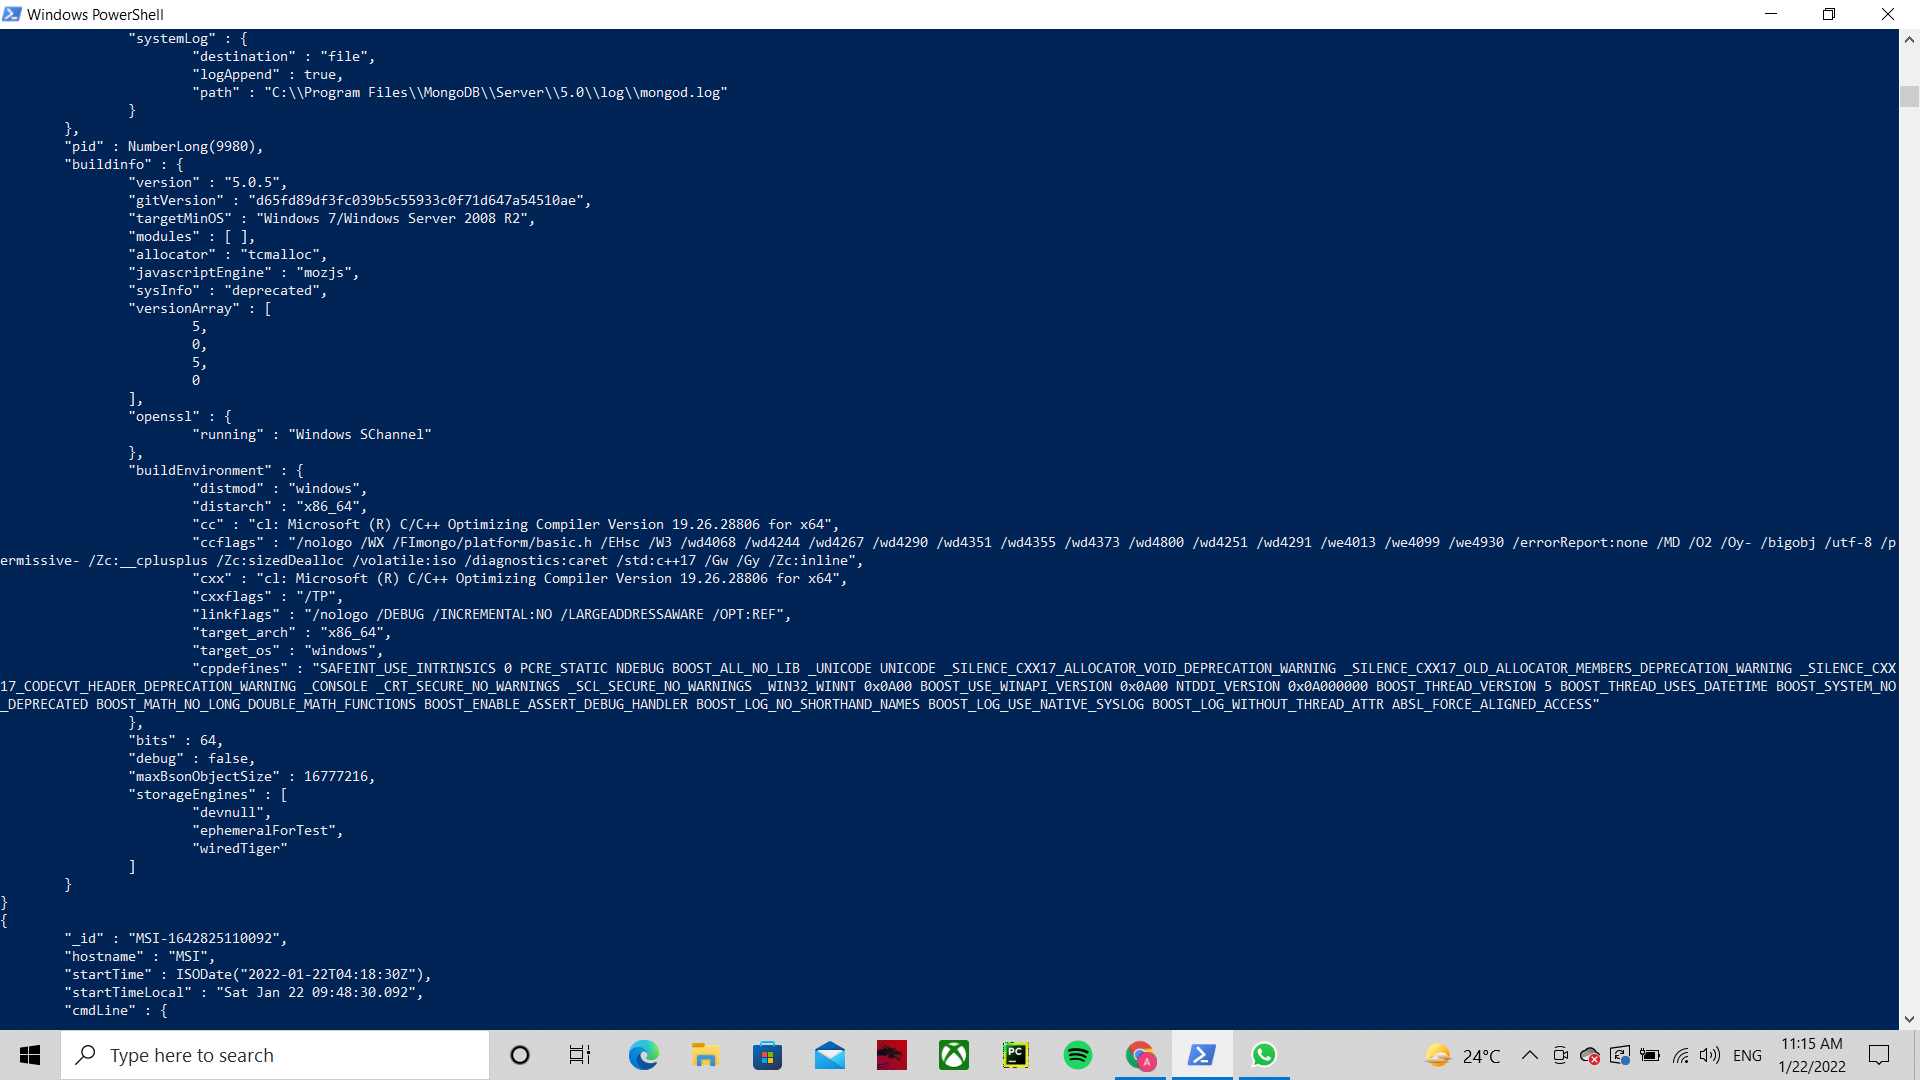 Windows PowerShell
"systemLog" : {
"destination" : "file",
"logAppend" : true,
"path" : "C:\\Program Files\\MongoDB\\Server\\5.0\\log\\mongod.log"
}
},
"pid" : NumberLong(9980),
"buildinfo" : {
"version" : "5.0.5",
"gitVersion" : "d65fd89df3fc039b5c55933c0f71d647a54510ae",
"targetMinOS" : "Windows 7/Windows Server 2008 R2",
"modules" : [ ],
"allocator" : "tcmalloc",
"javascriptEngine" : "mozjs",
"sysInfo" : "deprecated",
"versionArray" : [
5,
0,
5,
0
],
"openssl" : {
"running" : "Windows SChannel"
},
"buildEnvironment" : {
"distmod" : "windows",
"distarch" : "x86_64",
"cc" : "cl: Microsoft (R) C/C++ Optimizing Compiler Version 19.26.28806 for x64",
"ccflags" : "/nologo /WX /FImongo/platform/basic.h /EHsc /W3 /wd4068 /wd4244 /wd4267 /wd4290 /wd4351 /wd4355 /wd4373 /wd4800 /wd4251 /wd4291 /we4013 /we4099 /we4930 /errorReport:none /MD /O2 /Oy- /bigobj /utf-8 /p
ermissive- /Zc:__cplusplus /Zc:sizedDealloc /volatile:iso /diagnostics:caret /std:c++17 /Gw /Gy /Zc:inline",
"cxx" : "cl: Microsoft (R) C/C++ Optimizing Compiler Version 19.26.28806 for x64",
"cxxflags" : "/TP",
"linkflags" : "/nologo /DEBUG /INCREMENTAL:NO /LARGEADDRESSAWARE /OPT:REF",
"target_arch" : "x86_64",
"target_os" : "windows",
"cppdefines" : "SAFEINT_USE_INTRINSICS 0 PCRE_STATIC NDEBUG BOOST_ALL_NO_LIB _UNICODE UNICODE _SILENCE_CXX17_ALLOCATOR_VOID_DEPRECATION_WARNING _SILENCE_CXX17_OLD_ALLOCATOR_MEMBERS_DEPRECATION_WARNING _SILENCE_CXX
17_CODECVT_HEADER_DEPRECATION_WARNING _CONSOLE _CRT_SECURE_NO_WARNINGS _SCL_SECURE_NO_WARNINGS _WIN32_WINNT 0x0A00 BOOST_USE_WINAPI_VERSION 0x0A00 NTDDI_VERSION 0x0A000000 BOOST_THREAD_VERSION 5 BOOST_THREAD_USES_DATETIME BOOST_SYSTEM_NO
_DEPRECATED BOOST_MATH_NO_LONG_DOUBLE_MATH_FUNCTIONS BOOST_ENABLE_ASSERT_DEBUG_HANDLER BOOST_LOG_NO_SHORTHAND_NAMES BOOST_LOG_USE_NATIVE_SYSLOG BOOST_LOG_WITHOUT_THREAD_ATTR ABSL_FORCE_ALIGNED_ACCESS"
},
"bits" : 64,
"debug" : false,
"maxBsonObjectSize" : 16777216,
"storageEngines" : [
"devnull",
"ephemeralForTest",
"wiredTiger"
]
}
}
{
"_id" : "MSI-1642825110092",
"hostname" : "MSI",
"startTime" : ISODate("2022-01-22T04:18:30Z"),
"startTimeLocal" : "Sat Jan 22 09:48:30.092",
"cmdLine" : {
Type here to search
PC
A
24°C
ENG
11:15 AM
1/22/2022